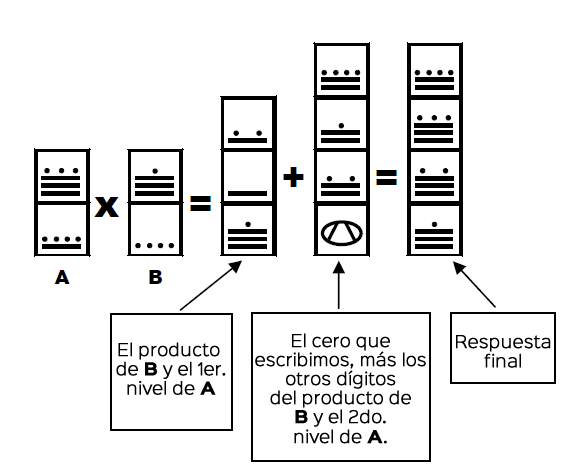 x
=
+
=
A
B
El producto
de B y el 1er.
nivel de A
El cero que
escribimos, más los
otros dígitos
del producto de
B y el 2do.
nivel de A.
Respuesta
final